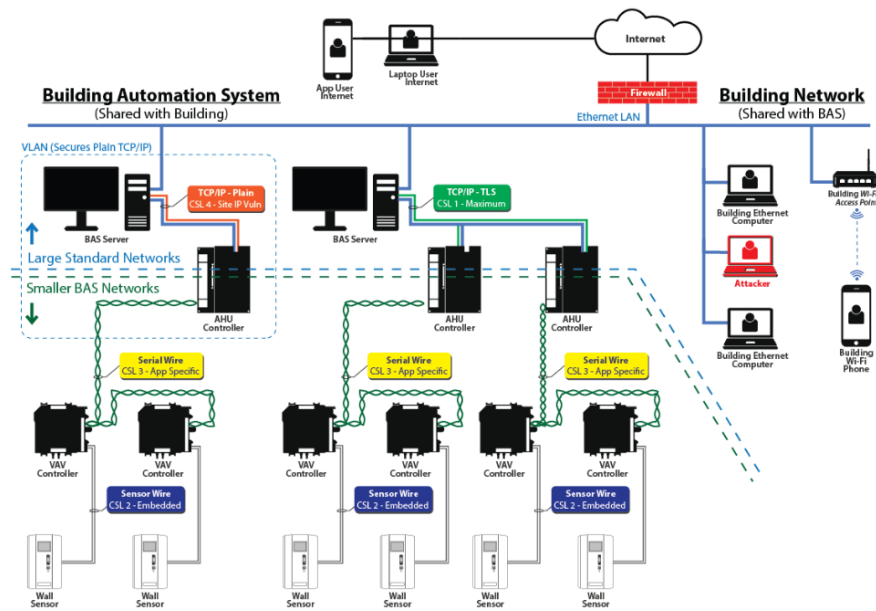 Internet
App User
Internet
Laptop User
Internet
Firewall
Building Automation System
(Shared with Building)
Building Network
(Shared with BAS)
Ethernet LAN
VLAN (Secures Plain TCP/IP)
TCP/IP - Plain
CSL 4 - Site IP Vuln
TCP/IP - TLS
CSL 1 - Maximum
BAS Server
BAS Server
Building Ethernet
Computer
Building Wi-Fi
Access Point
Large Standard Networks
Smaller BAS Networks
Attacker
AHU
Controller
AHU
Controller
AHU
Controller
Building Ethernet
Computer
Building
Wi-Fi
Phone
Serial Wire
CSL 3 - App Specific
Serial Wire
CSL 3 - App Specific
Serial Wire
CSL 3 - App Specific
VAV
Controller
VAV
Controller
VAV
Controller
VAV
Controller
VAV
Controller
VAV
Controller
Sensor Wire
CSL 2 - Embedded
Sensor Wire
CSL 2 - Embedded
Sensor Wire
CSL 2 - Embedded
Wall
Sensor
Wall
Sensor
Wall
Sensor
Wall
Sensor
Wall
Sensor
Wall
Sensor